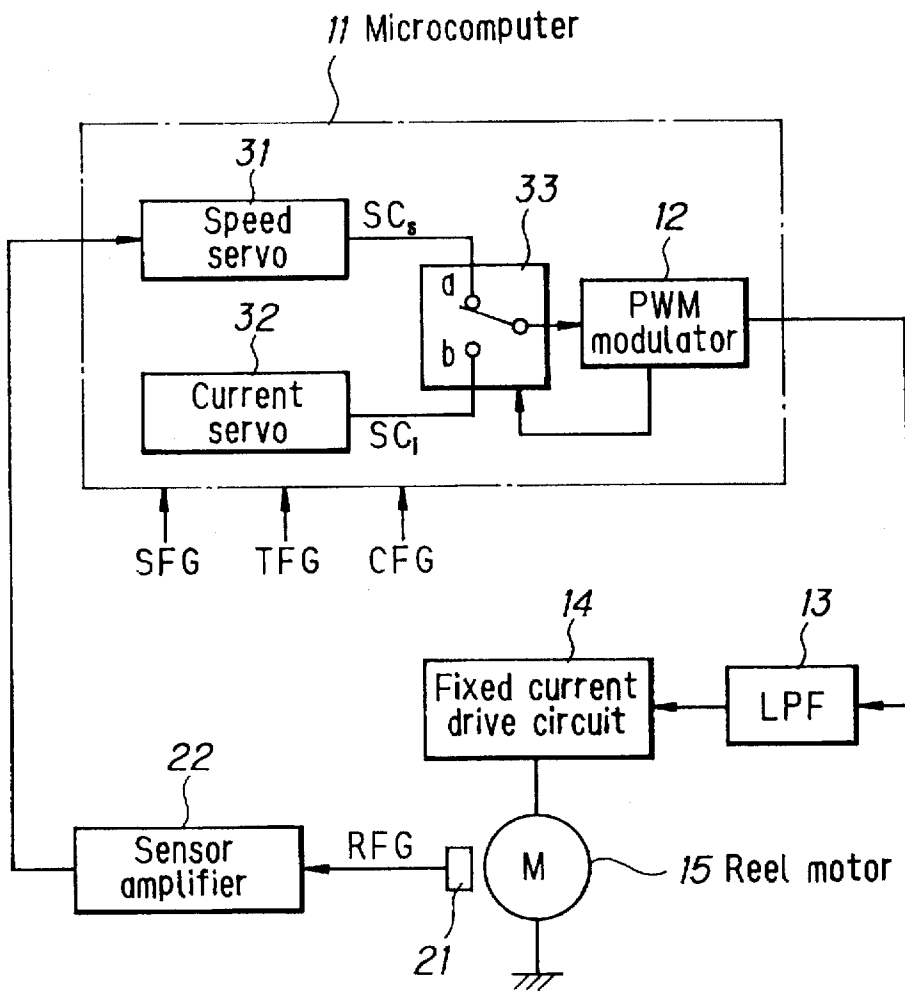 11 Microcomputer
31
Speed
servo
SCs
33
12
a
b
PWM
modulator
32
Current
servo
SCI
SFG
TFG
CFG
14
Fixed current
drive circuit
13
LPF
22
Sensor
amplifier
RFG
21
M
15 Reel motor